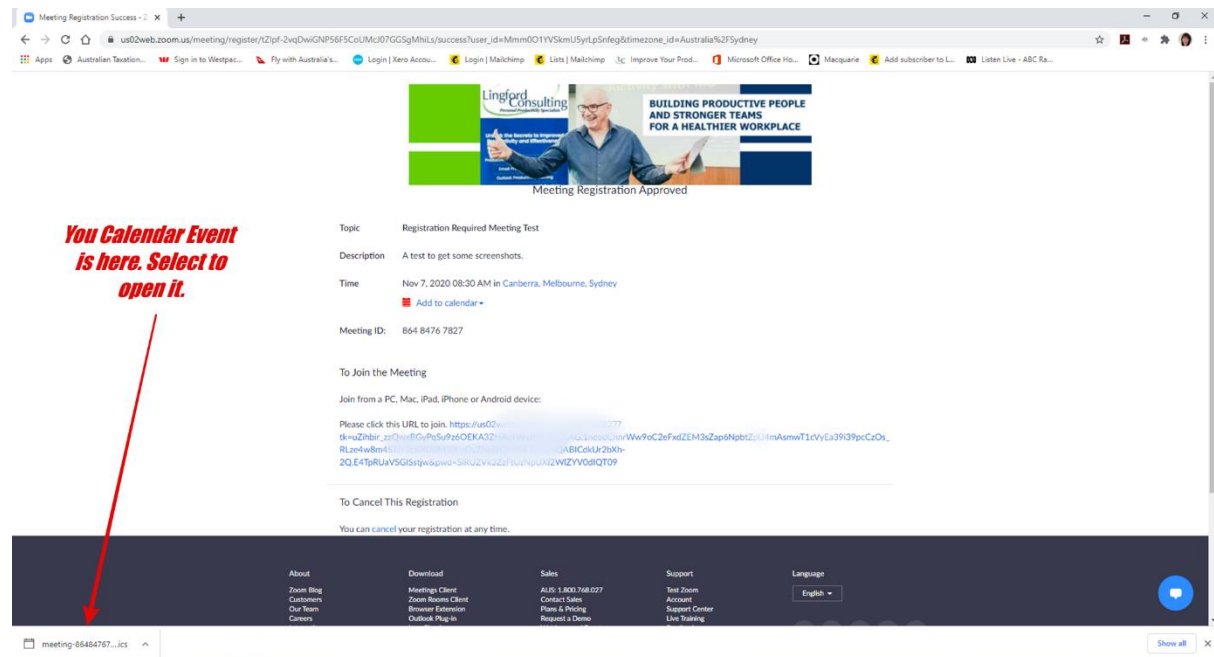 Meeting Registration Success - Z
us02web.zoom.us/meeting/register/tZIpf-2vqDwiGNP56F5CoUMcJ07GGSgMhiLs/success?user_id=Mmm0O1YVSkmU5yrLpSnfeg&timezone_id=Australia%2FSydney
Apps Australian Taxation... Sign in to Westpac... Fly with Australia's... Login | Xero Accou... Login | Mailchimp Lists | Mailchimp Improve Your Prod... Microsoft Office Ho... Macquarie Add subscriber to L... Listen Live - ABC Ra...
Lingford
Consulting
Personal Productivity Specialists
BUILDING PRODUCTIVE PEOPLE
AND STRONGER TEAMS
FOR A HEALTHIER WORKPLACE
Meeting Registration Approved
You Calendar Event
is here. Select to
open it.
Topic Registration Required Meeting Test
Description A test to get some screenshots.
Time Nov 7, 2020 08:30 AM in Canberra, Melbourne, Sydney
Add to calendar
Meeting ID: 864 8476 7827
To Join the Meeting
Join from a PC, Mac, iPad, iPhone or Android device:
Please click this URL to join. https://us02
To Cancel This Registration
You can cancel your registration at any time.
About Download Sales Support Language
Zoom Blog Meetings Client AUS: 1.800.768.027 Test Zoom English
Customers Zoom Rooms Client Contact Sales Account
Our Team Browser Extension Plans & Pricing Support Center
Careers Outlook Plug-in Request a Demo Live Training
meeting-86484767....ics Show all